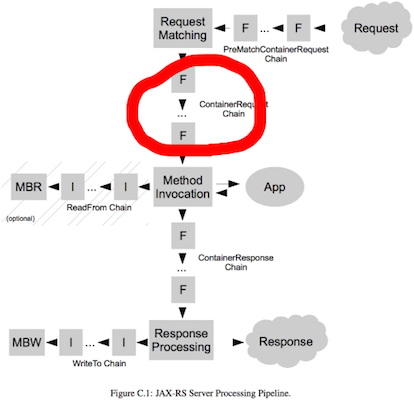 Request
Matching
F
...
F
Request
PreMatchContainerRequest
Chain
F
ContainerRequest
Chain
...
F
MBR
I
...
I
Method
Invocation
App
(optional)
ReadFrom Chain
F
ContainerResponse
Chain
...
F
MBW
I
...
I
Response
Processing
Response
WriteTo Chain
Figure C.1: JAX-RS Server Processing Pipeline.